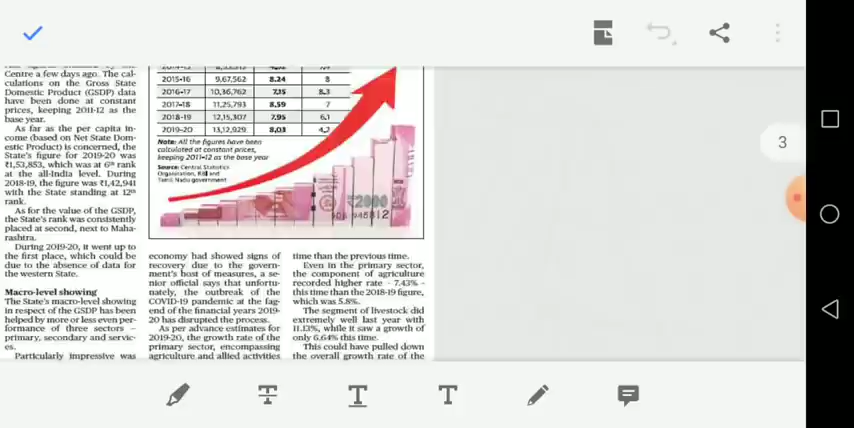 Centre a few days ago. The cal-
culations on the Gross State
Domestic Product (GSDP) data
have been done at constant
prices, keeping 2011-12 as the
base year.
As far as the per capita in-
come (based on Net State Dom-
estic Product) is concerned, the
State's figure for 2019-20 was
₹1,53,853, which was at 6th rank
at the all-India level. During
2018-19, the figure was ₹1,42,941
with the State standing at 12th
rank.
As for the value of the GSDP,
the State's rank was consistently
placed at second, next to Maha-
rashtra.
During 2019-20, it went up to
the first place, which could be
due to the absence of data for
the western State.
Macro-level showing
The State's macro-level showing
in respect of the GSDP has been
helped by more or less even per-
formance of three sectors –
primary, secondary and servic-
es.
Particularly impressive was
2015-16 9,67,562 8.24 8
2016-17 10,36,762 7.15 8.3
2017-18 11,25,793 8.59 7
2018-19 12,15,307 7.95 6.1
2019-20 13,12,929 8.03 4.2
Note: All the figures have been
calculated at constant prices,
keeping 2011-12 as the base year
Source: Central Statistics
Organization, RBI and
Tamil Nadu government
₹2000
945812
economy had showed signs of
recovery due to the govern-
ment's host of measures, a se-
nior official says that unfortu-
nately, the outbreak of the
COVID-19 pandemic at the fag-
end of the financial years 2019-
20 has disrupted the process.
As per advance estimates for
2019-20, the growth rate of the
primary sector, encompassing
agriculture and allied activities
time than the previous time.
Even in the primary sector,
the component of agriculture
recorded higher rate - 7.43% -
this time than the 2018-19 figure,
which was 5.8%.
The segment of livestock did
extremely well last year with
11.13%, while it saw a growth of
only 6.64% this time.
This could have pulled down
the overall growth rate of the
3